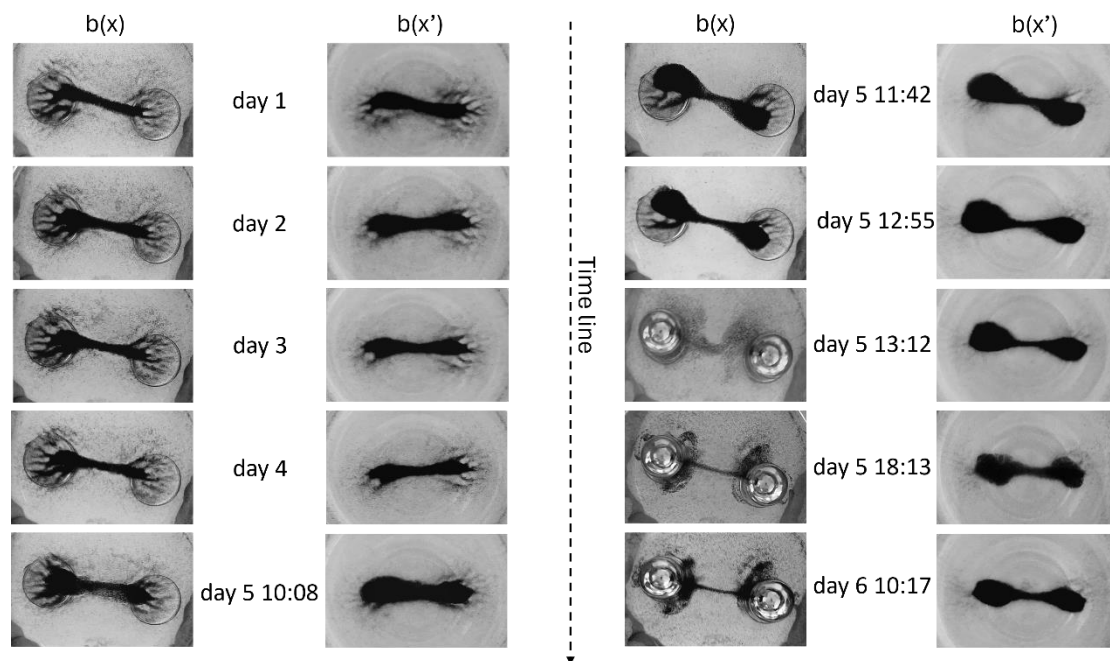 b(x)
b(x’)
day 1
day 2
day 3
day 4
day 5 10:08
Time line
b(x)
b(x’)
day 5 11:42
day 5 12:55
day 5 13:12
day 5 18:13
day 6 10:17